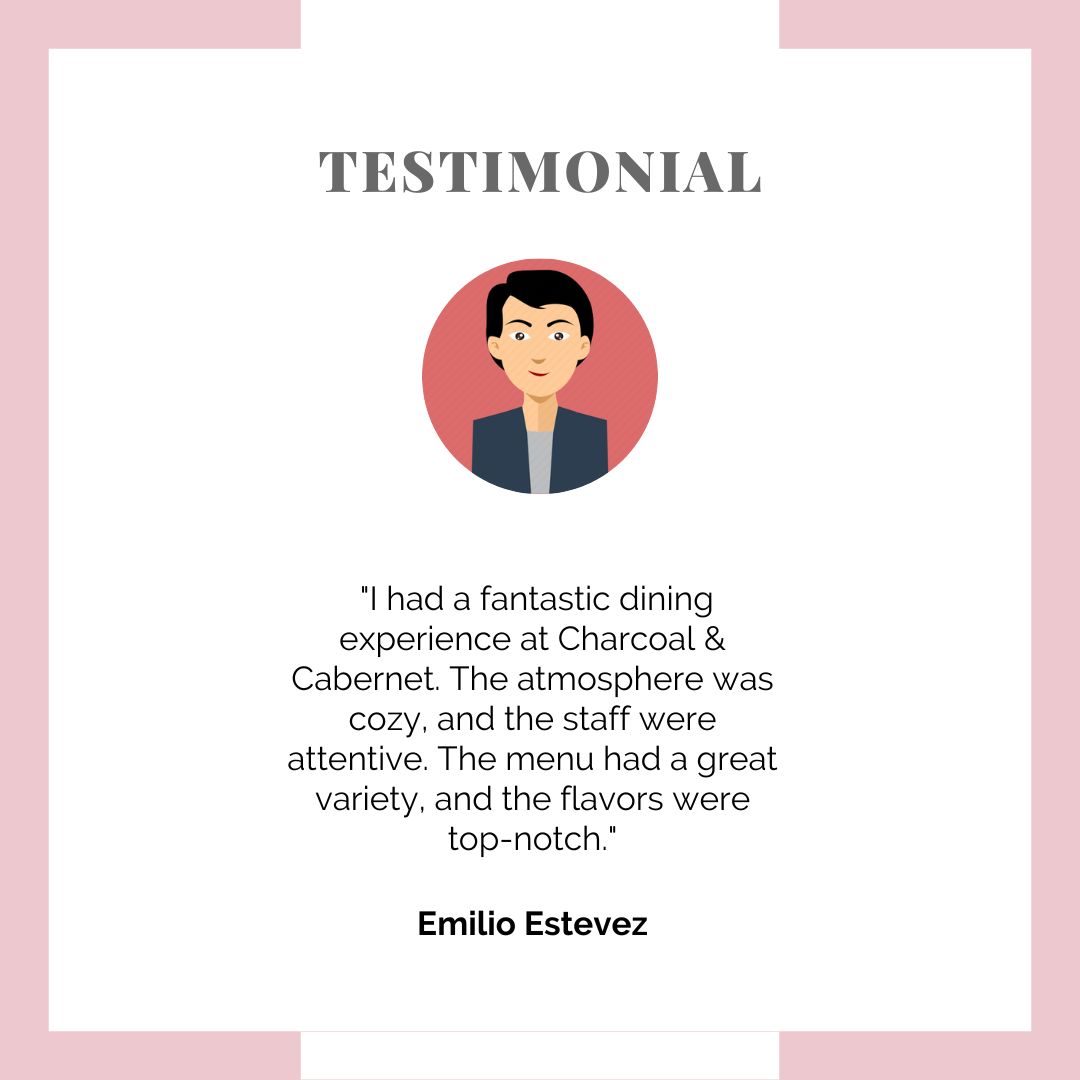 TESTIMONIAL
"I had a fantastic dining
experience at Charcoal &
Cabernet. The atmosphere was
cozy, and the staff were
attentive. The menu had a great
variety, and the flavors were
top-notch."
Emilio Estevez